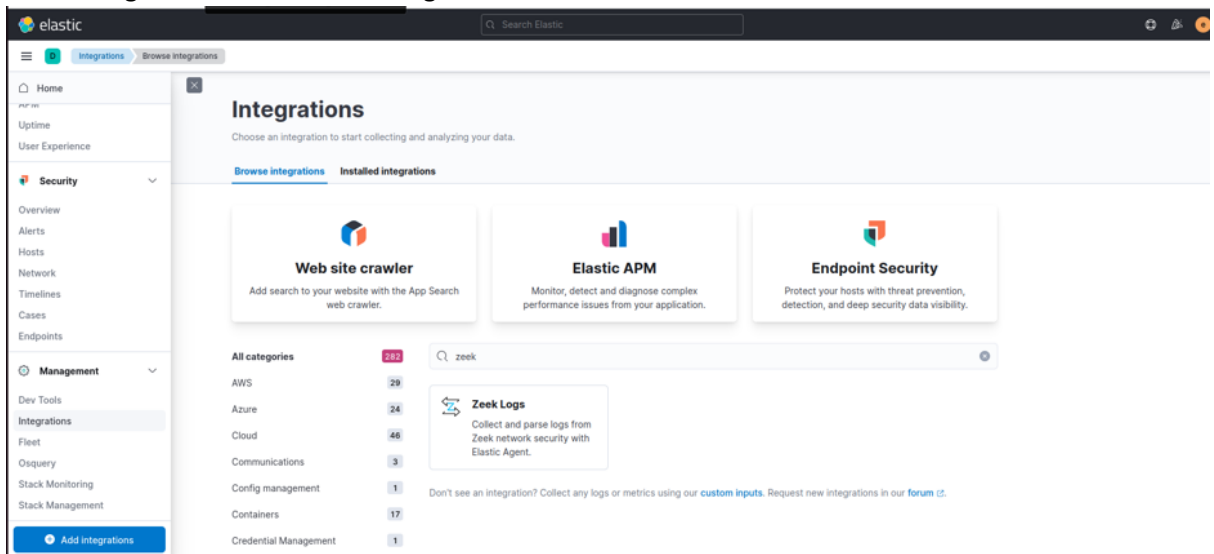 elastic
Search Elastic
e
D
Integrations
Browse integrations
Home
APM
Uptime
User Experience
Security
Overview
Alerts
Hosts
Network
Timelines
Cases
Endpoints
Management
Dev Tools
Integrations
Fleet
Osquery
Stack Monitoring
Stack Management
Add integrations
Integrations
Choose an integration to start collecting and analyzing your data.
Browse integrations Installed integrations
Web site crawler
Add search to your website with the App Search
web crawler.
Elastic APM
Monitor, detect and diagnose complex
performance issues from your application.
Endpoint Security
Protect your hosts with threat prevention,
detection, and deep security data visibility.
All categories 282
AWS 29
Azure 24
Cloud 46
Communications 3
Config management 1
Containers 17
Credential Management 1
zeek
Zeek Logs
Collect and parse logs from
Zeek network security with
Elastic Agent.
Don't see an integration? Collect any logs or metrics using our custom inputs. Request new integrations in our forum.